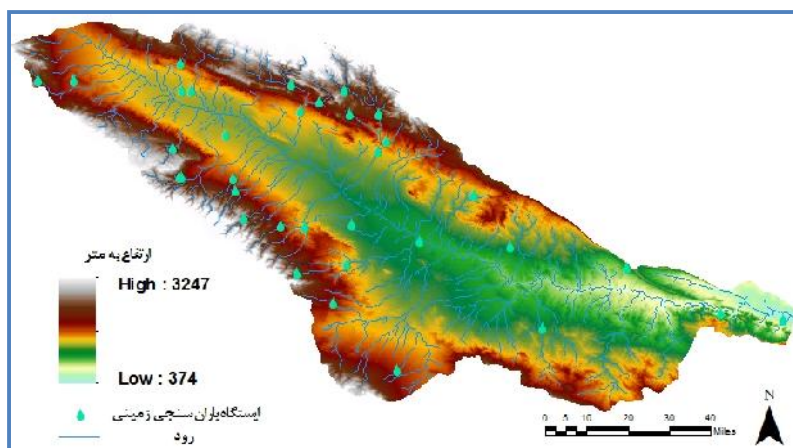 ارتفاع به متر
High : 3247
Low : 374
ایستگاه باران سنجی زمینی
رود
N
0 5 10 20 30 40
Miles